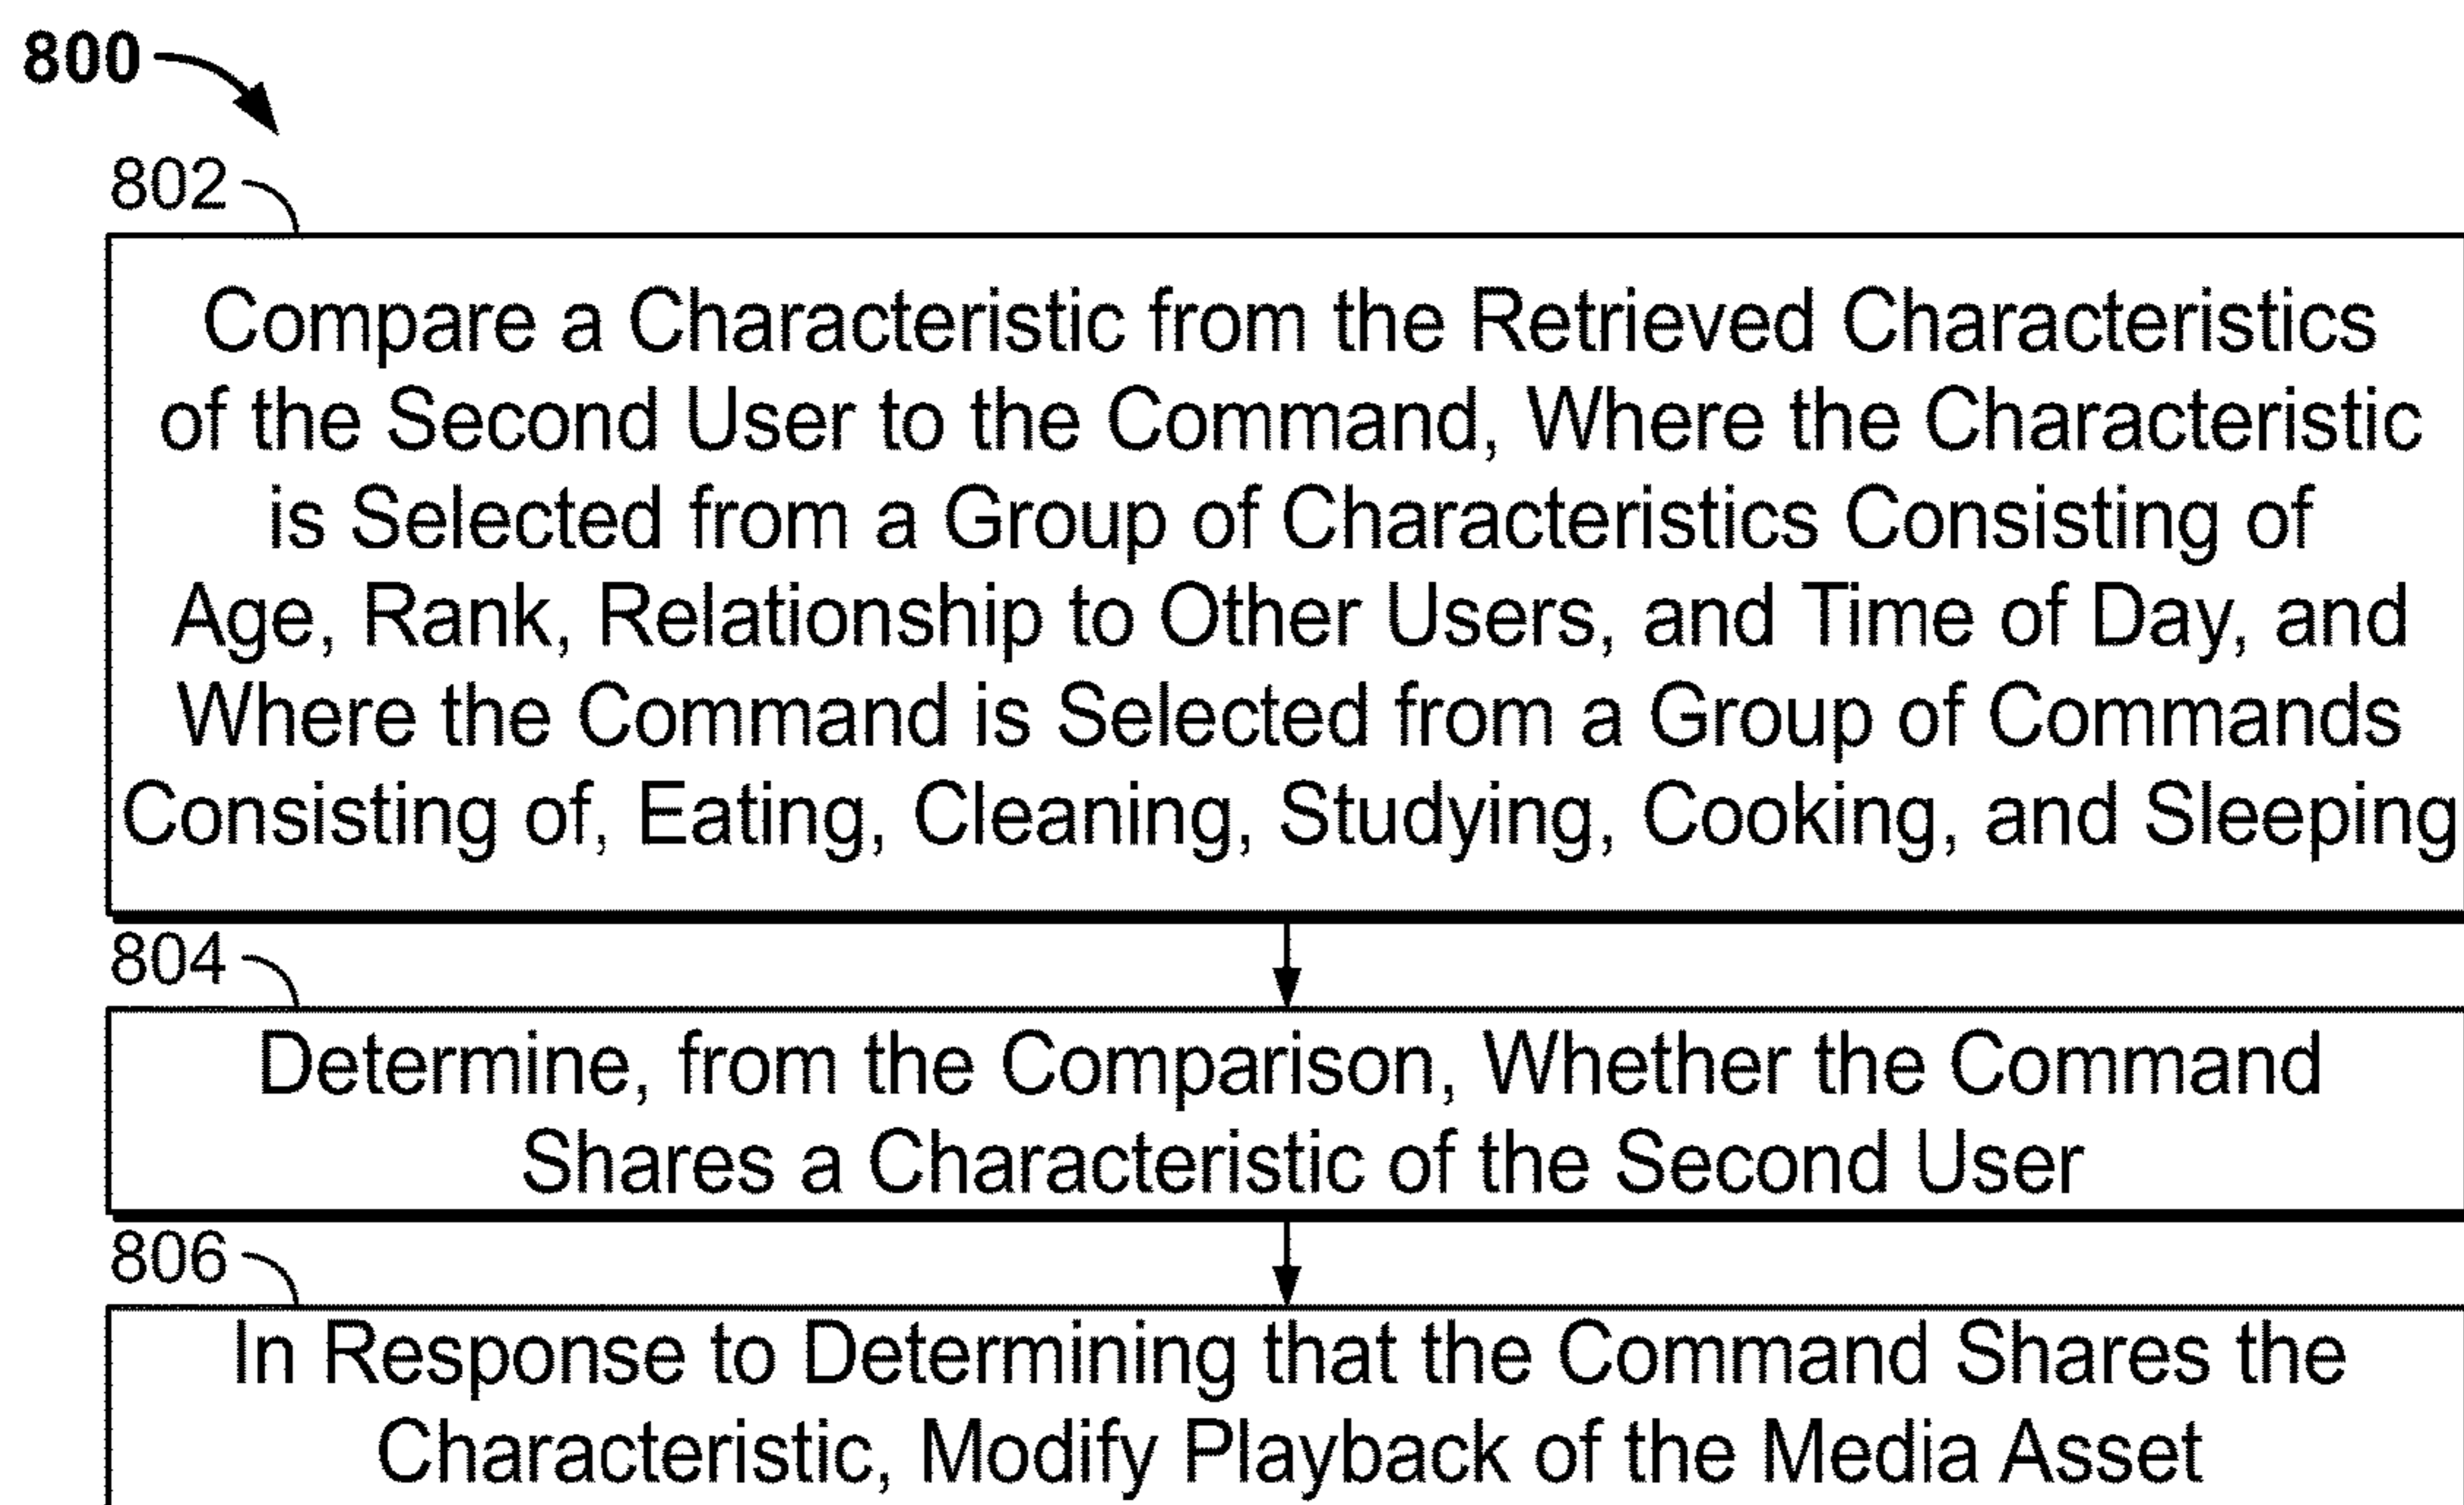 800
802
Compare a Characteristic from the Retrieved Characteristics
of the Second User to the Command, Where the Characteristic
is Selected from a Group of Characteristics Consisting of
Age, Rank, Relationship to Other Users, and Time of Day, and
Where the Command is Selected from a Group of Commands
Consisting of, Eating, Cleaning, Studying, Cooking, and Sleeping
804
Determine, from the Comparison, Whether the Command
Shares a Characteristic of the Second User
806
In Response to Determining that the Command Shares the
Characteristic, Modify Playback of the Media Asset